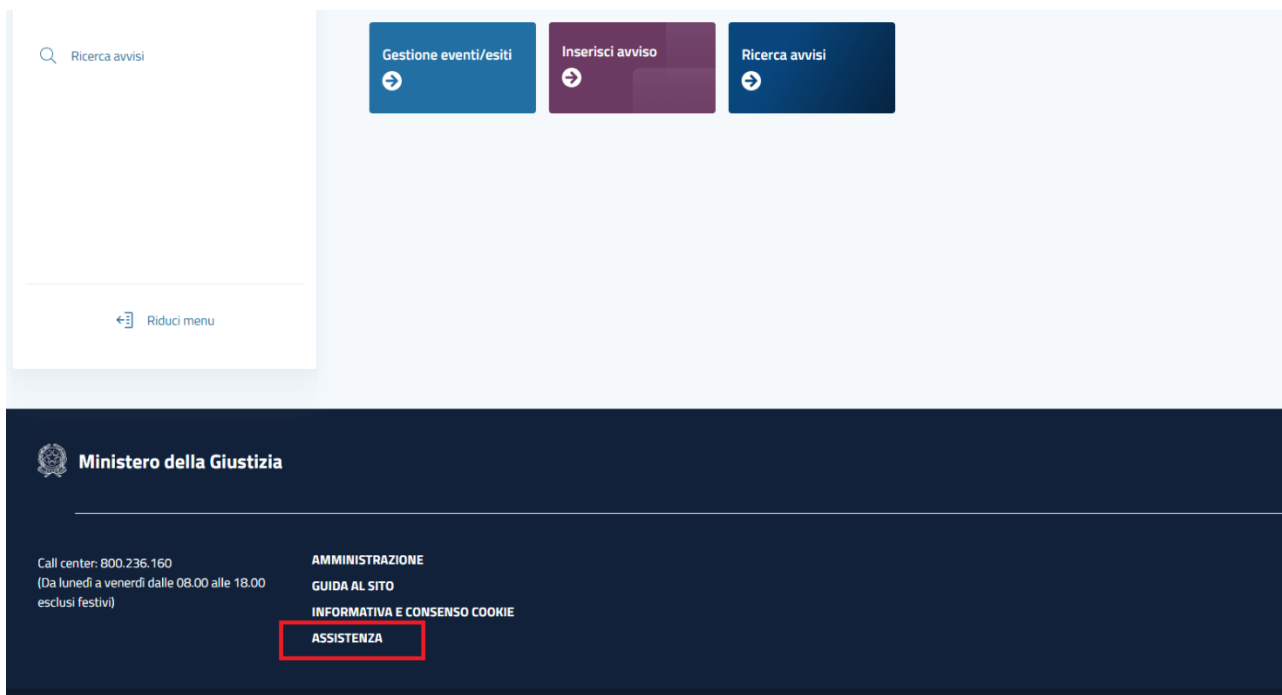 Ricerca avvisi
Gestione eventi/esiti
Inserisci avviso
Ricerca avvisi
Riduci menu
Ministero della Giustizia
Call center: 800.236.160
(Da lunedì a venerdì dalle 08.00 alle 18.00
esclusi festivi)
AMMINISTRAZIONE
GUIDA AL SITO
INFORMATIVA E CONSENSO COOKIE
ASSISTENZA